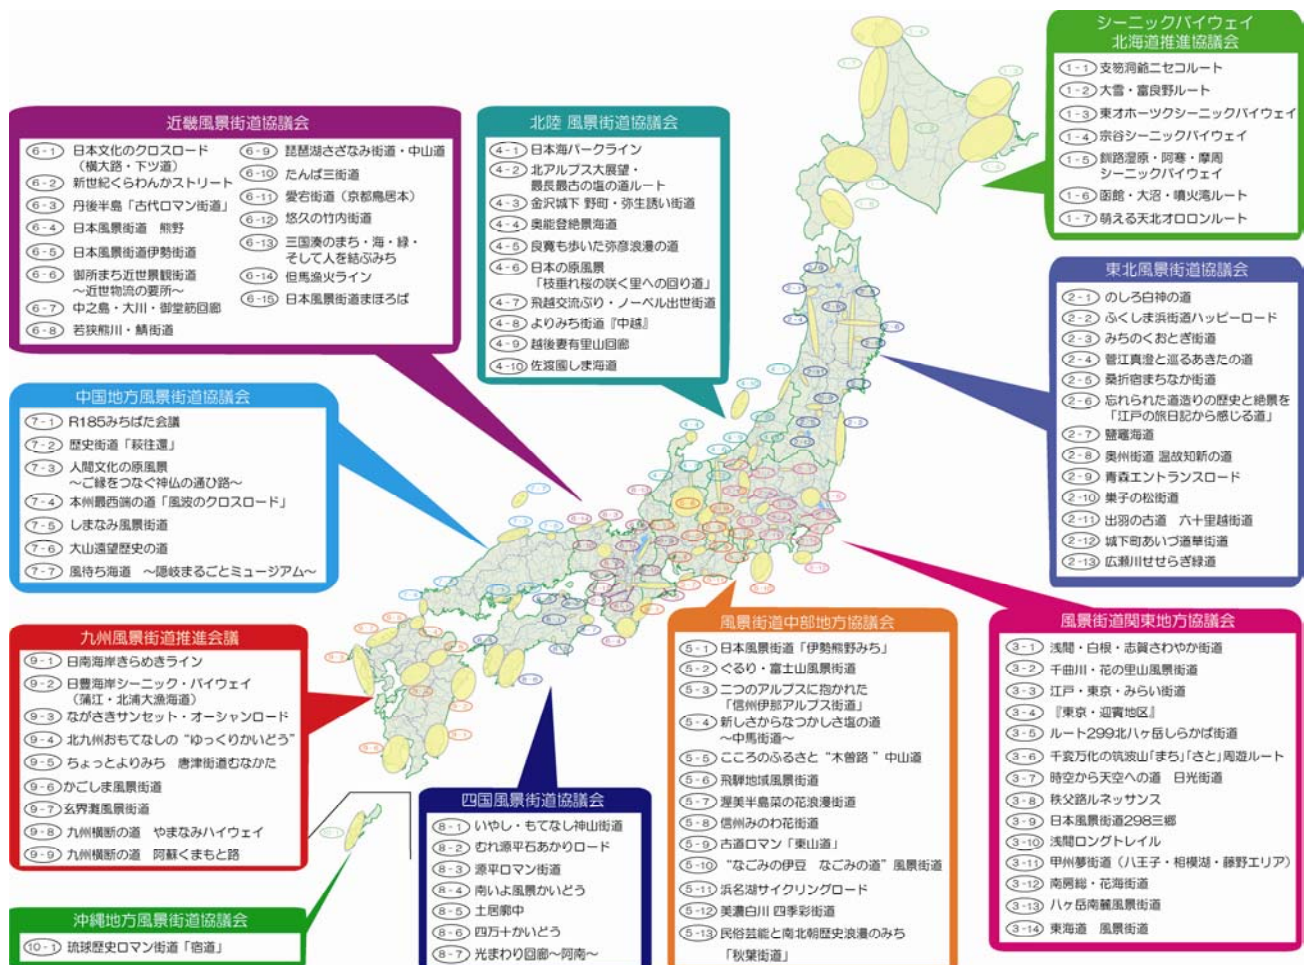 シーニックバイウェイ
北海道推進協議会
1-1 支笏洞爺ニセコルート
1-2 大雪・富良野ルート
1-3 東オホーツクシーニックバイウェイ
1-4 宗谷シーニックバイウェイ
1-5 釧路湿原・阿寒・摩周
シーニックバイウェイ
1-6 函館・大沼・噴火湾ルート
1-7 萌える天北オロロンルート
近畿風景街道協議会
6-1 日本文化のクロスロード
（横大路・下ツ道）
6-2 新世紀くらわんかストリート
6-3 丹後半島「古代ロマン街道」
6-4 日本風景街道 熊野
6-5 日本風景街道伊勢街道
6-6 御所まち近世景観街道
～近世物流の要所～
6-7 中之島・大川・御堂筋回廊
6-8 若狭熊川・鯖街道
6-9 琵琶湖さざなみ街道・中山道
6-10 たんば三街道
6-11 愛宕街道（京都鳥居本）
6-12 悠久の竹内街道
6-13 三国湊のまち・海・緑・
そして人を結ぶみち
6-14 但馬漁火ライン
6-15 日本風景街道まほろば
北陸 風景街道協議会
4-1 日本海パークライン
4-2 北アルプス大展望・
最長最古の塩の道ルート
4-3 金沢城下 野町・弥生誘い街道
4-4 奥能登絶景海道
4-5 良寛も歩いた弥彦浪漫の道
4-6 日本の原風景
「枝垂れ桜の咲く里への回り道」
4-7 飛越交流ぶり・ノーベル出世街道
4-8 よりみち街道『中越』
4-9 越後妻有里山回廊
4-10 佐渡國しま海道
東北風景街道協議会
2-1 のしろ白神の道
2-2 ふくしま浜街道ハッピーロード
2-3 みちのくおとぎ街道
2-4 菅江真澄と巡るあきたの道
2-5 桑折宿まちなか街道
2-6 忘れられた道造りの歴史と絶景を
「江戸の旅日記から感じる道」
2-7 鹽竈海道
2-8 奥州街道 温故知新の道
2-9 青森エントランスロード
2-10 巣子の松街道
2-11 出羽の古道 六十里越街道
2-12 城下町あいづ道草街道
2-13 広瀬川せせらぎ緑道
中国地方風景街道協議会
7-1 R185みちばた会議
7-2 歴史街道「萩往還」
7-3 人間文化の原風景
～ご縁をつなぐ神仏の通ひ路～
7-4 本州最西端の道「風波のクロスロード」
7-5 しまなみ風景街道
7-6 大山遠望歴史の道
7-7 風待ち海道 ～隠岐まるごとミュージアム～
九州風景街道推進会議
9-1 日南海岸きらめきライン
9-2 日豊海岸シーニック・バイウェイ
（蒲江・北浦大漁海道）
9-3 ながさきサンセット・オーシャンロード
9-4 北九州おもてなしの“ゆっくりかいどう”
9-5 ちょっとよりみち 唐津街道むなかた
9-6 かごしま風景街道
9-7 玄界灘風景街道
9-8 九州横断の道 やまなみハイウェイ
9-9 九州横断の道 阿蘇くまもと路
沖縄地方風景街道協議会
10-1 琉球歴史ロマン街道「宿道」
四国風景街道協議会
8-1 いやし・もてなし神山街道
8-2 むれ源平石あかりロード
8-3 源平ロマン街道
8-4 南いよ風景かいどう
8-5 土居廓中
8-6 四万十かいどう
8-7 光まわり回廊～阿南～
風景街道中部地方協議会
5-1 日本風景街道「伊勢熊野みち」
5-2 ぐるり・富士山風景街道
5-3 二つのアルプスに抱かれた
「信州伊那アルプス街道」
5-4 新しさからなつかしさ塩の道
～中馬街道～
5-5 こころのふるさと“木曽路”中山道
5-6 飛騨地域風景街道
5-7 渥美半島菜の花浪漫街道
5-8 信州みのわ花街道
5-9 古道ロマン「東山道」
5-10 “なごみの伊豆 なごみの道”風景街道
5-11 浜名湖サイクリングロード
5-12 美濃白川 四季彩街道
5-13 民俗芸能と南北朝歴史浪漫のみち
「秋葉街道」
風景街道関東地方協議会
3-1 浅間・白根・志賀さわやか街道
3-2 千曲川・花の里山風景街道
3-3 江戸・東京・みらい街道
3-4 『東京・迎賓地区』
3-5 ルート299北八ヶ岳しらかば街道
3-6 千変万化の筑波山「まち」「さと」周遊ルート
3-7 時空から天空への道 日光街道
3-8 秩父路ルネッサンス
3-9 日本風景街道298三郷
3-10 浅間ロングトレイル
3-11 甲州夢街道（八王子・相模湖・藤野エリア）
3-12 南房総・花海街道
3-13 八ヶ岳南麓風景街道
3-14 東海道 風景街道